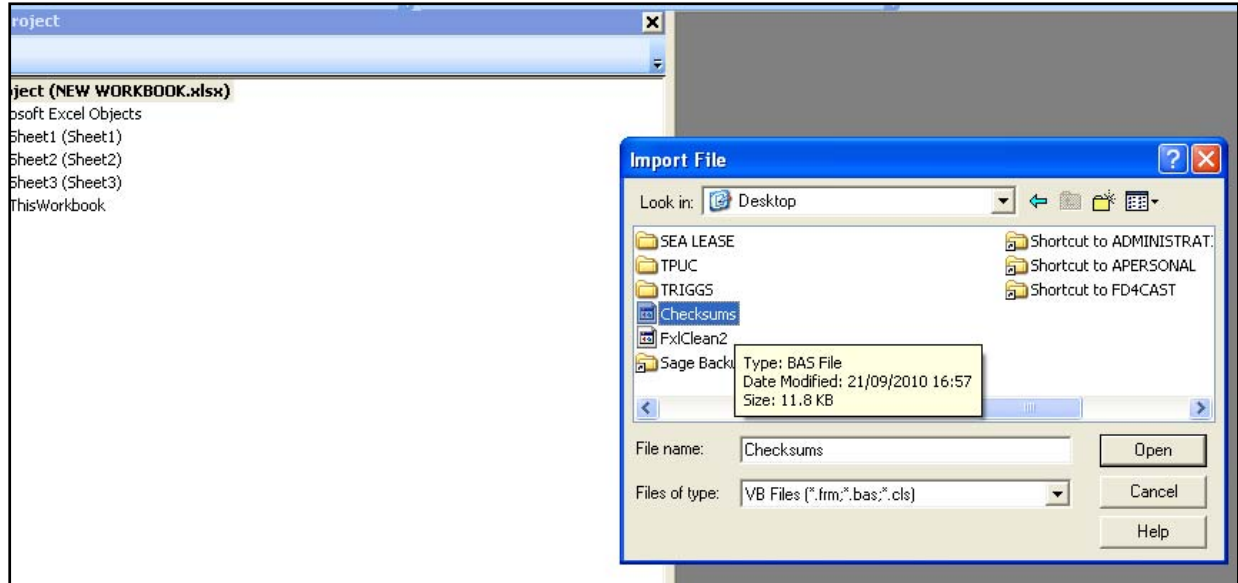 roject
ject (NEW WORKBOOK.xlsx)
osoft Excel Objects
Sheet1 (Sheet1)
Sheet2 (Sheet2)
Sheet3 (Sheet3)
ThisWorkbook
Import File
Look in: Desktop
SEA LEASE
TPUC
TRIGGS
Checksums
FxlClean2
Sage Backu
Shortcut to ADMINISTRAT
Shortcut to APERSONAL
Shortcut to FD4CAST
Type: BAS File
Date Modified: 21/09/2010 16:57
Size: 11.8 KB
File name: Checksums
Open
Files of type: VB Files (*.frm;*.bas;*.cls)
Cancel
Help